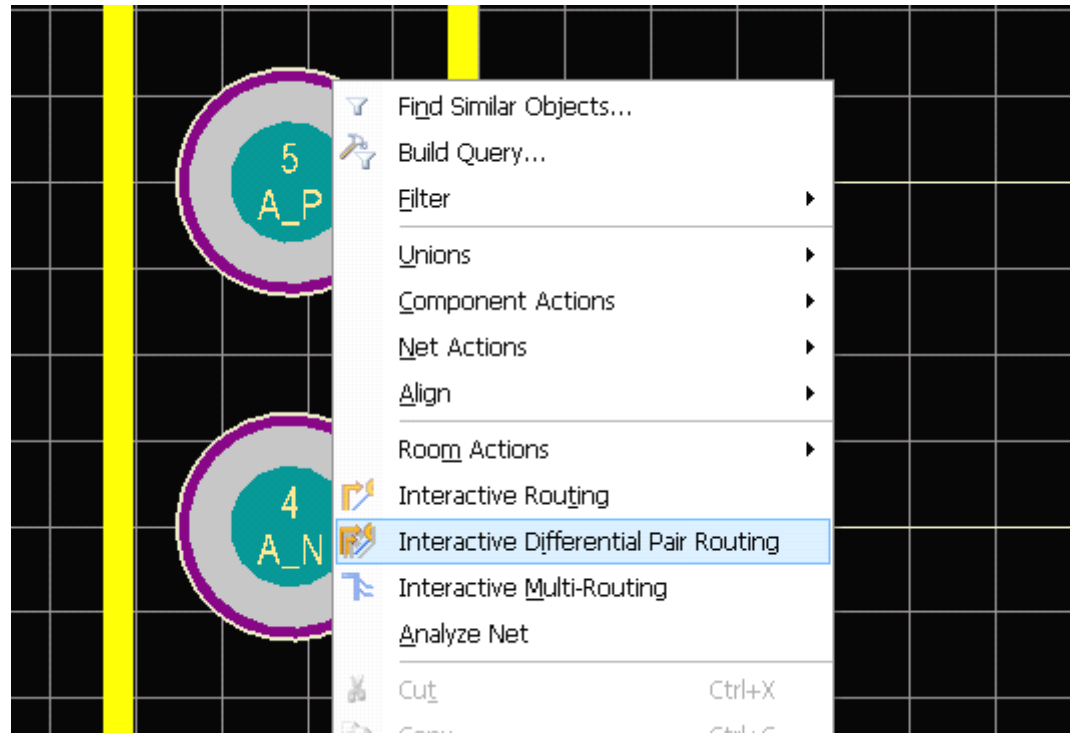 5
A_P
4
A_N
Find Similar Objects...
Build Query...
Filter
Unions
Component Actions
Net Actions
Align
Room Actions
Interactive Routing
Interactive Differential Pair Routing
Interactive Multi-Routing
Analyze Net
Cut Ctrl+X